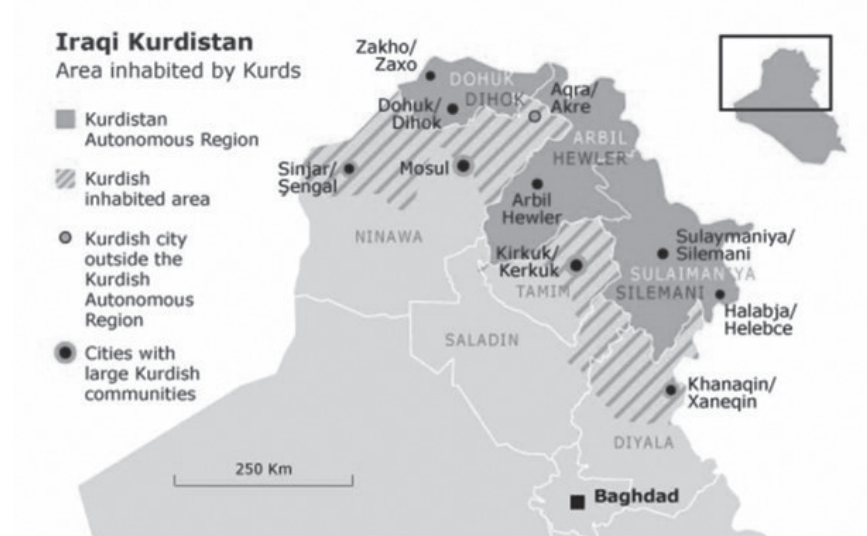 Iraqi Kurdistan
Area inhabited by Kurds
Kurdistan
Autonomous Region
Kurdish
inhabited area
Kurdish city
outside the
Kurdish
Autonomous
Region
Cities with
large Kurdish
communities
250 Km
Zakho/
Zaxo
DOHUK
DIHOK
Dohuk/
Dihok
Aqra/
Akre
ARBIL
HEWLER
Sinjar/
Şengal
Mosul
Arbil
Hewler
NINAWA
Kirkuk/
Kerkuk
TAMIM
Sulaymaniya/
Silemani
SULAIMANIYA
SILEMANI
Halabja/
Helebce
SALADIN
Khanaqin/
Xaneqin
DIYALA
Baghdad